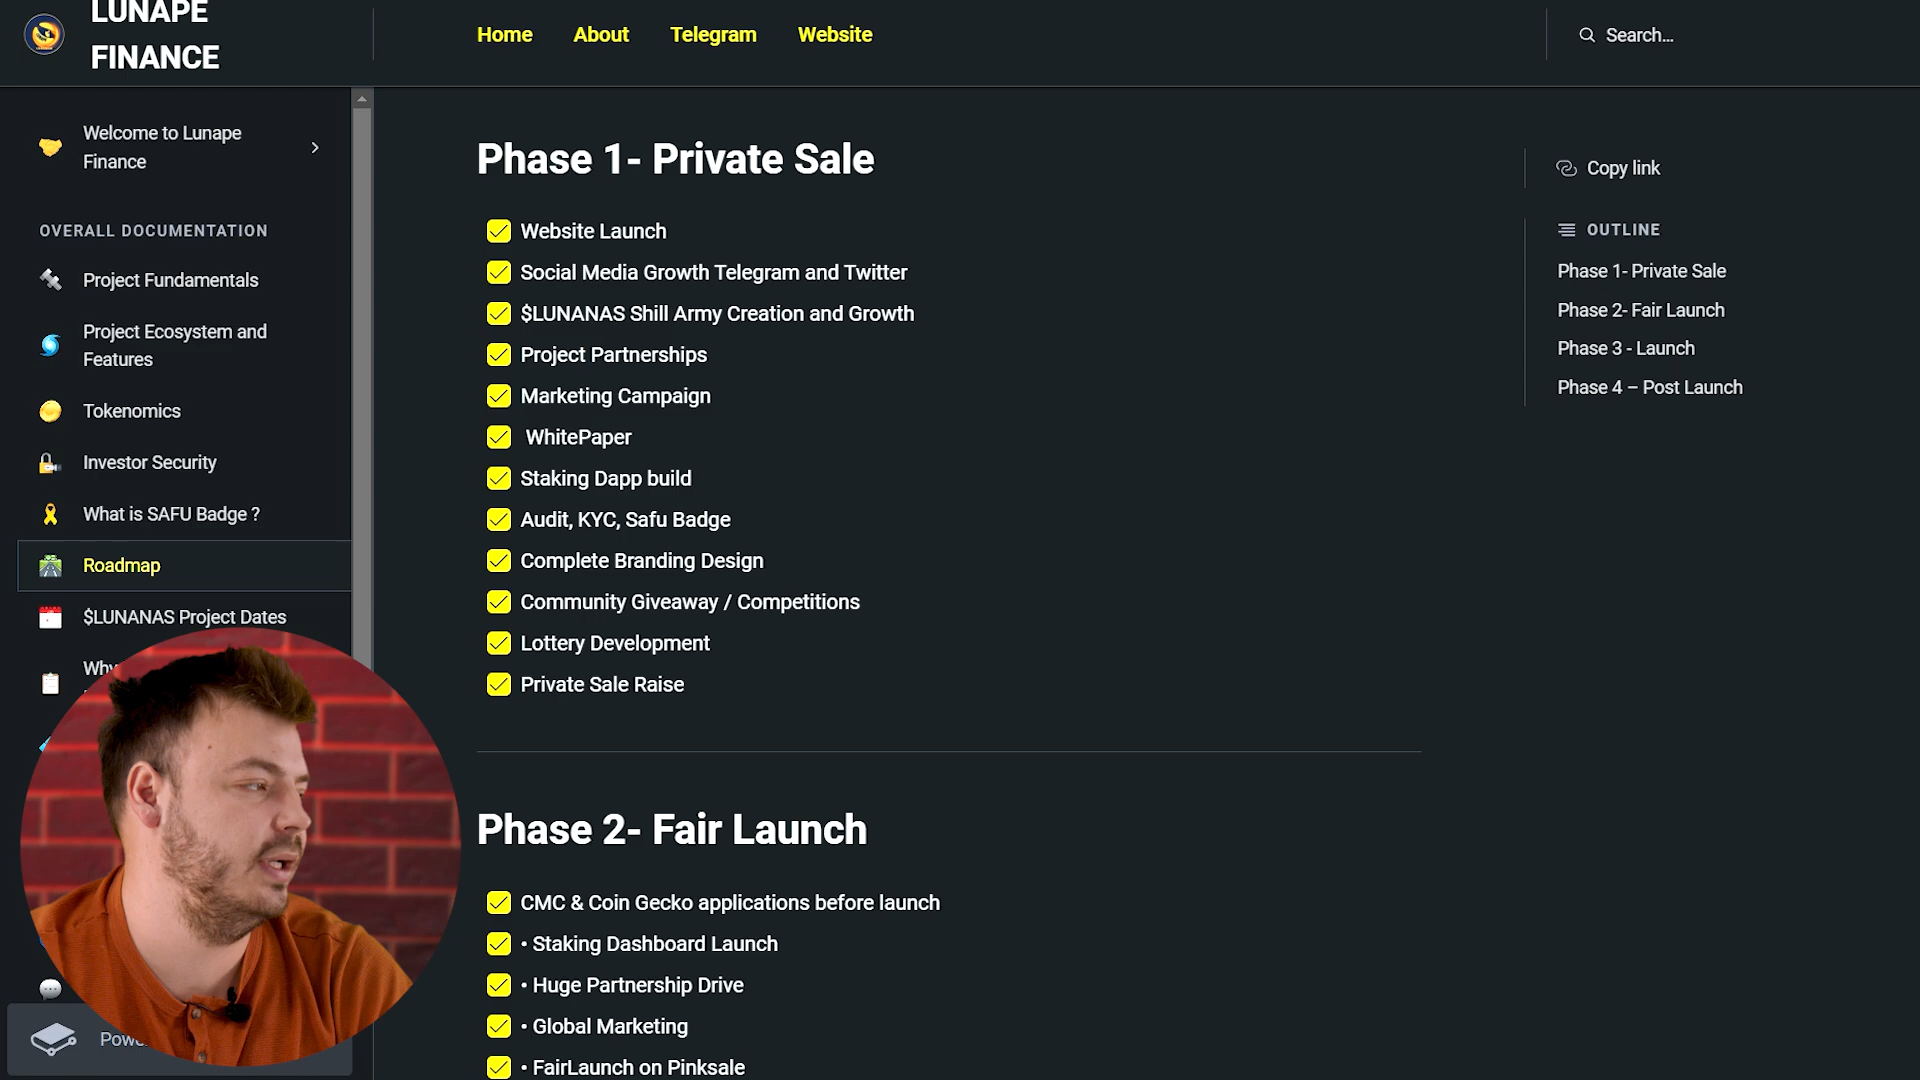 LUNAPE
FINANCE
Home
About
Telegram
Website
Search...
Welcome to Lunape
Finance
OVERALL DOCUMENTATION
Project Fundamentals
Project Ecosystem and
Features
Tokenomics
Investor Security
What is SAFU Badge ?
Roadmap
$LUNANAS Project Dates
Why
Phase 1- Private Sale
Website Launch
Social Media Growth Telegram and Twitter
$LUNANAS Shill Army Creation and Growth
Project Partnerships
Marketing Campaign
WhitePaper
Staking Dapp build
Audit, KYC, Safu Badge
Complete Branding Design
Community Giveaway / Competitions
Lottery Development
Private Sale Raise
Phase 2- Fair Launch
CMC & Coin Gecko applications before launch
• Staking Dashboard Launch
• Huge Partnership Drive
• Global Marketing
• FairLaunch on Pinksale
Copy link
OUTLINE
Phase 1- Private Sale
Phase 2- Fair Launch
Phase 3 - Launch
Phase 4 – Post Launch